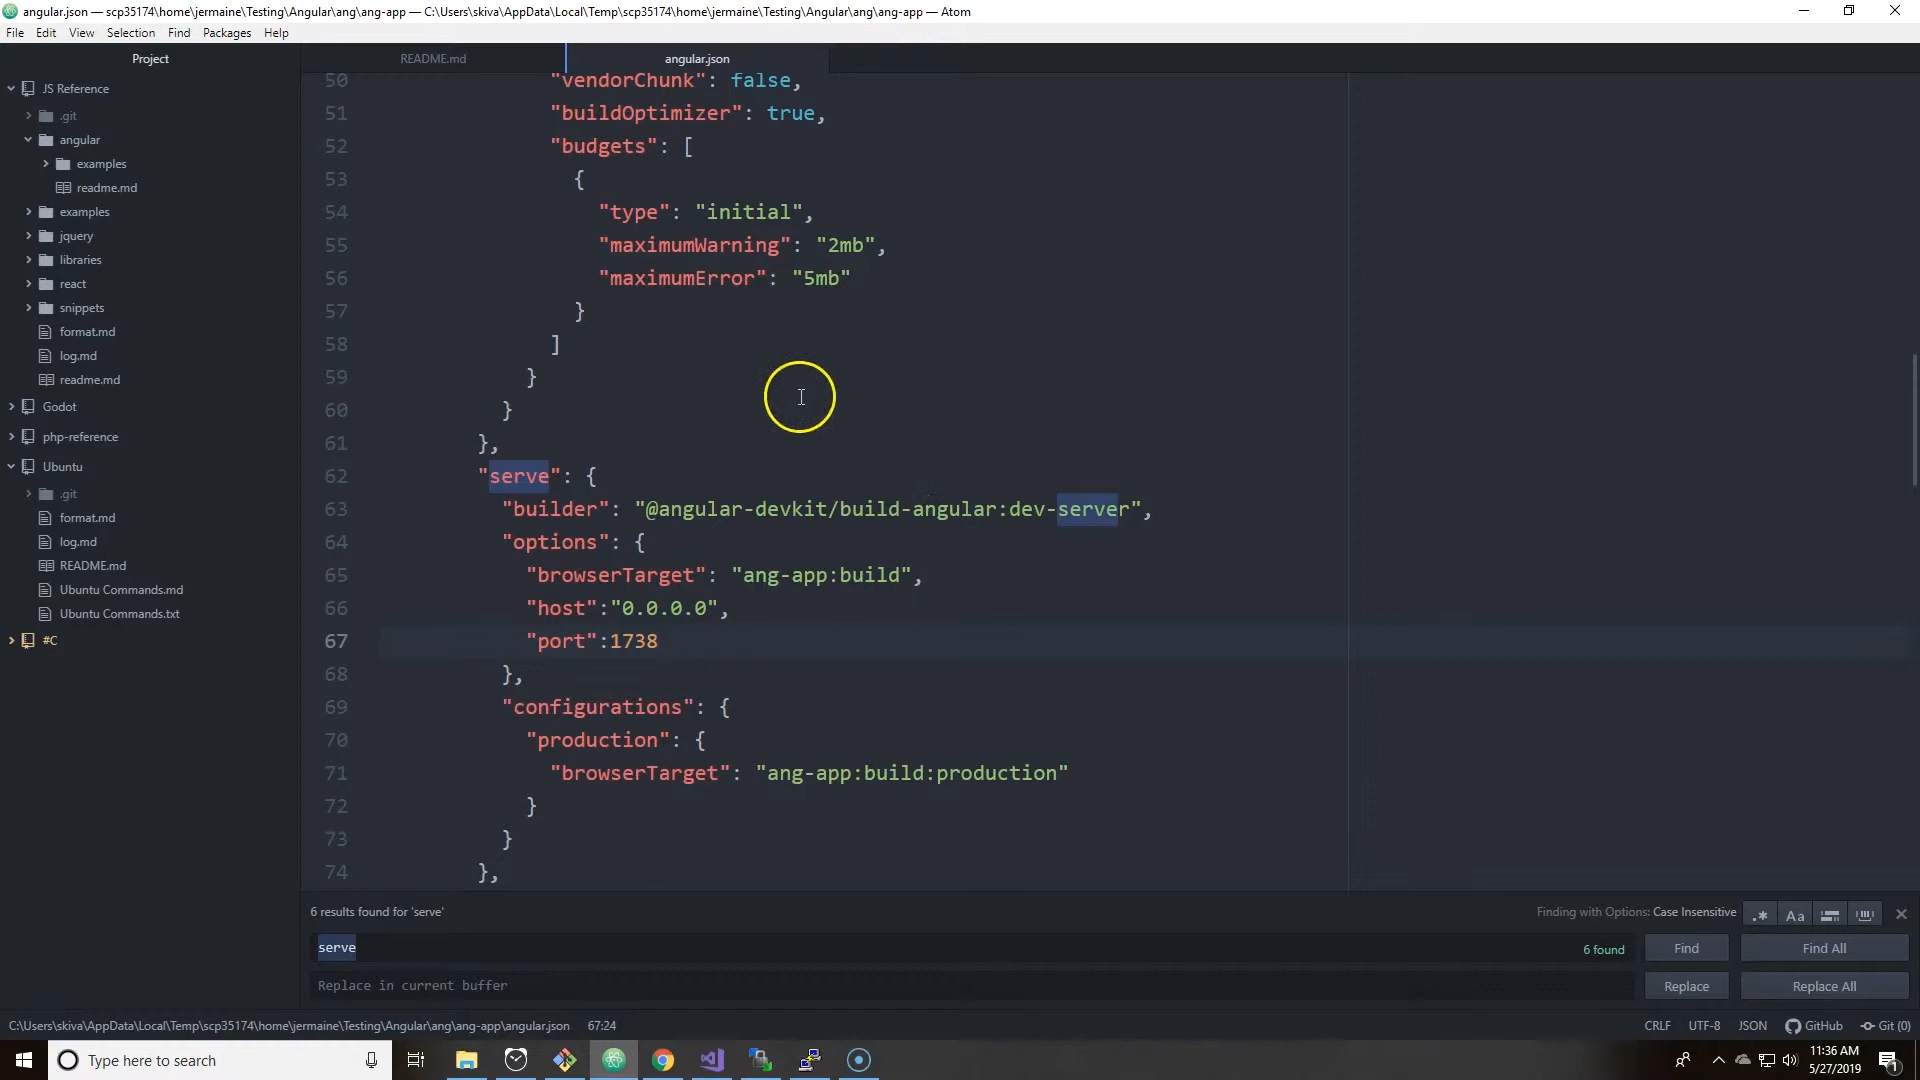 angular.json — scp35174\home\jermaine\Testing\Angular\ang\ang-app — C:\Users\skiva\AppData\Local\Temp\scp35174\home\jermaine\Testing\Angular\ang\ang-app — Atom
File Edit View Selection Find Packages Help
Project
JS Reference
.git
angular
examples
readme.md
examples
jquery
libraries
react
snippets
format.md
log.md
readme.md
Godot
php-reference
Ubuntu
.git
format.md
log.md
README.md
Ubuntu Commands.md
Ubuntu Commands.txt
#C
README.md angular.json
50 "vendorChunk": false,
51 "buildOptimizer": true,
52 "budgets": [
53 {
54 "type": "initial",
55 "maximumWarning": "2mb",
56 "maximumError": "5mb"
57 }
58 ]
59 }
60 }
61 },
62 "serve": {
63 "builder": "@angular-devkit/build-angular:dev-server",
64 "options": {
65 "browserTarget": "ang-app:build",
66 "host":"0.0.0.0",
67 "port":1738
68 },
69 "configurations": {
70 "production": {
71 "browserTarget": "ang-app:build:production"
72 }
73 }
74 },
6 results found for 'serve' Finding with Options: Case Insensitive .* Aa
serve 6 found Find Find All
Replace in current buffer Replace Replace All
C:\Users\skiva\AppData\Local\Temp\scp35174\home\jermaine\Testing\Angular\ang\ang-app\angular.json 67:24 CRLF UTF-8 JSON GitHub Git (0)
Type here to search
11:36 AM
5/27/2019
1